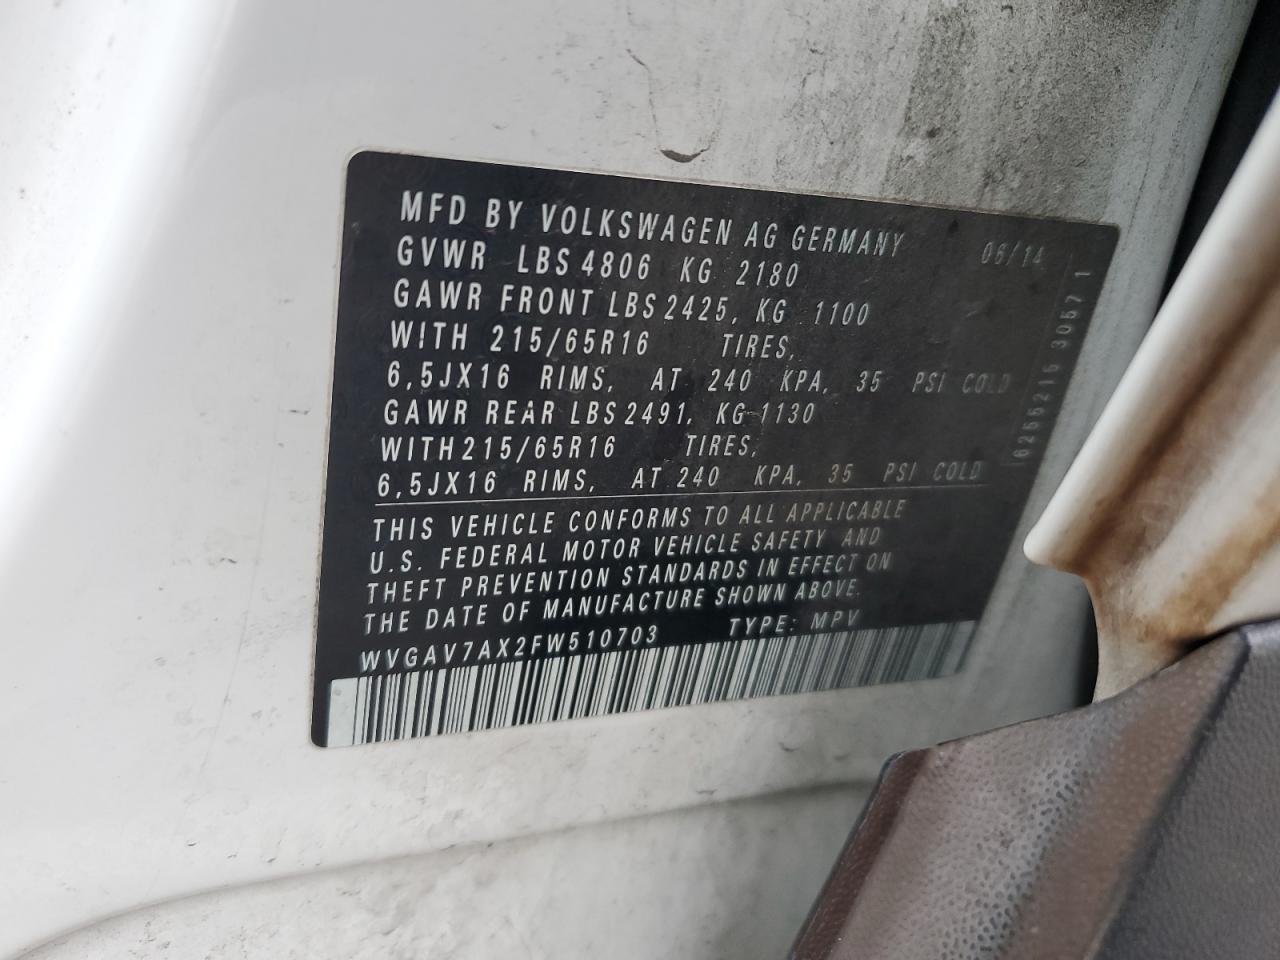 MFD BY VOLKSWAGEN AG GERMANY 06/14
GVWR LBS 4806 KG 2180
GAWR FRONT LBS 2425, KG 1100
WITH 215/65R16 TIRES,
6,5JX16 RIMS, AT 240 KPA, 35 PSI COLD
GAWR REAR LBS 2491, KG 1130
WITH 215/65R16 TIRES,
6,5JX16 RIMS, AT 240 KPA, 35 PSI COLD
THIS VEHICLE CONFORMS TO ALL APPLICABLE
U.S. FEDERAL MOTOR VEHICLE SAFETY AND
THEFT PREVENTION STANDARDS IN EFFECT ON
THE DATE OF MANUFACTURE SHOWN ABOVE.
WVGAV7AX2FW510703 TYPE: MPV